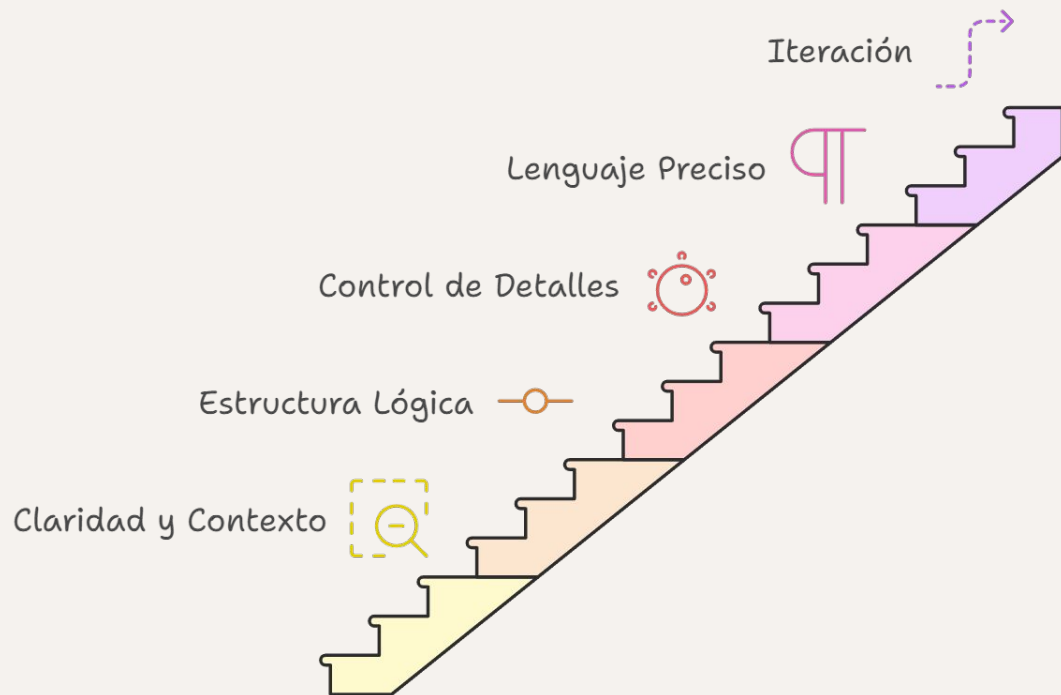 Iteración
Lenguaje Preciso
Control de Detalles
Estructura Lógica
Claridad y Contexto